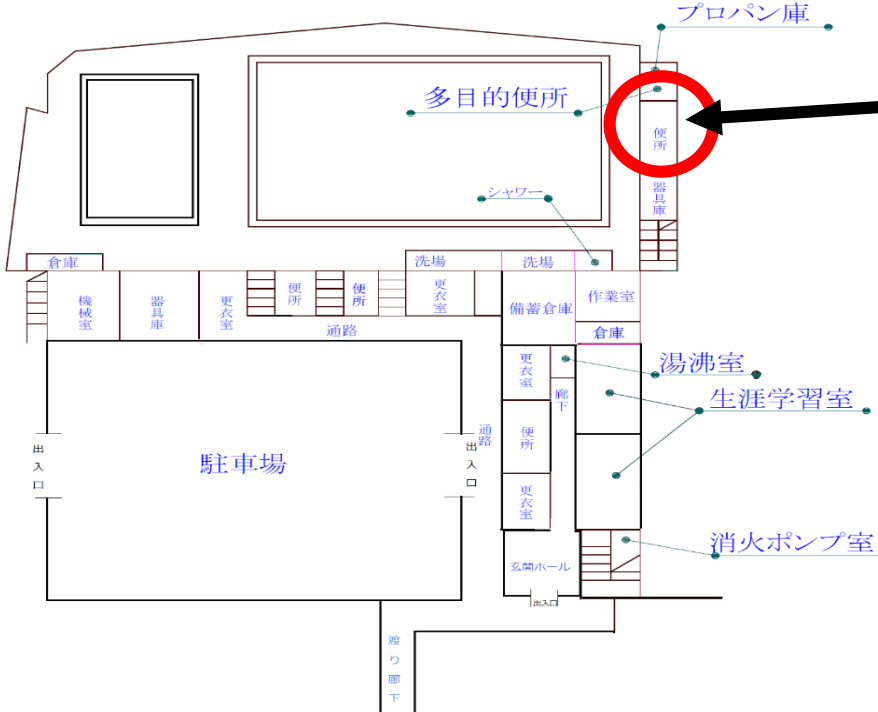 プロパン庫
多目的便所
便所
シャワー
器具庫
倉庫
洗場
洗場
機械室
器具庫
更衣室
便所
便所
更衣室
備蓄倉庫
作業室
通路
倉庫
更衣室
湯沸室
廊下
生涯学習室
出入口
駐車場
通路
出入口
便所
更衣室
消火ポンプ室
玄関ホール
出入口
渡り廊下